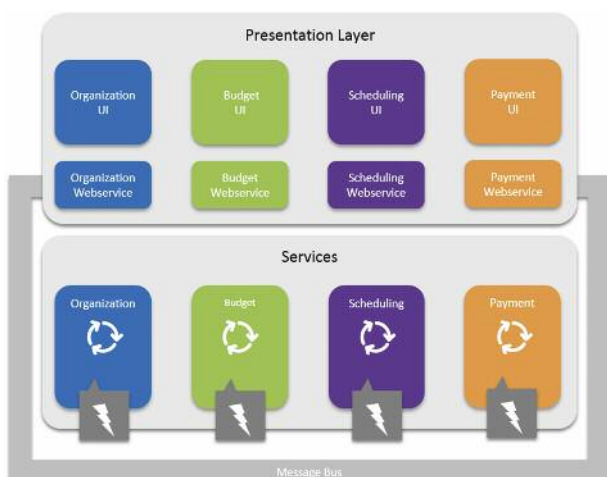 Presentation Layer
Organization
UI
Budget
UI
Scheduling
UI
Payment
UI
Organization
Webservice
Budget
Webservice
Scheduling
Webservice
Payment
Webservice
Services
Organization
Budget
Scheduling
Payment
Message Bus